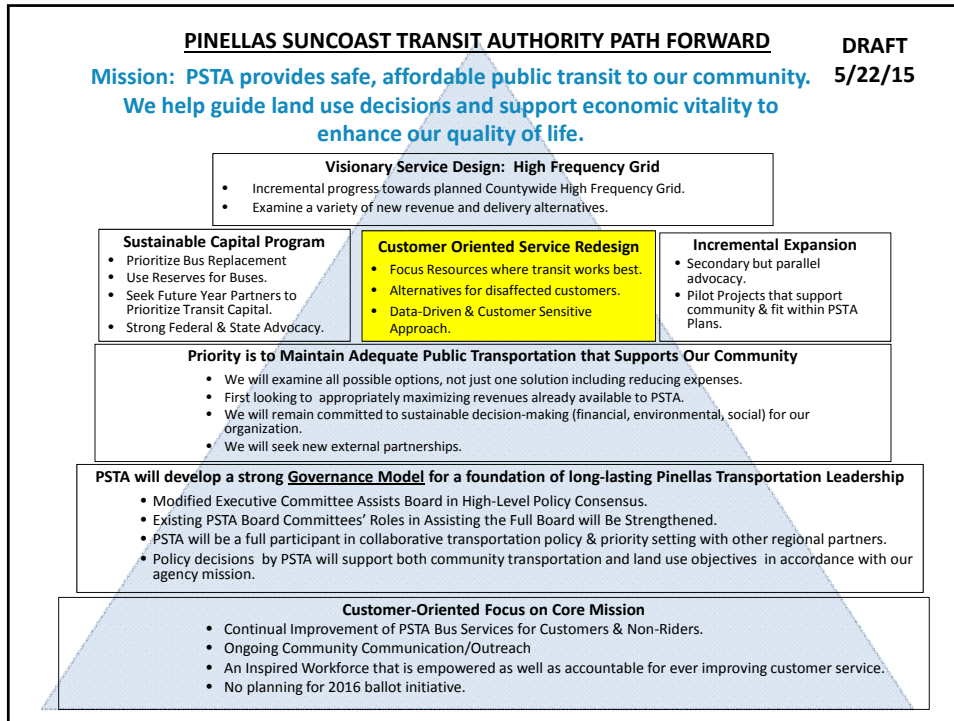 PINELLAS SUNCOAST TRANSIT AUTHORITY PATH FORWARD
DRAFT
5/22/15
Mission: PSTA provides safe, affordable public transit to our community.
We help guide land use decisions and support economic vitality to
enhance our quality of life.
Visionary Service Design: High Frequency Grid
• Incremental progress towards planned Countywide High Frequency Grid.
• Examine a variety of new revenue and delivery alternatives.
Sustainable Capital Program
• Prioritize Bus Replacement
• Use Reserves for Buses.
• Seek Future Year Partners to
Prioritize Transit Capital.
• Strong Federal & State Advocacy.
Customer Oriented Service Redesign
• Focus Resources where transit works best.
• Alternatives for disaffected customers.
• Data-Driven & Customer Sensitive
Approach.
Incremental Expansion
• Secondary but parallel
advocacy.
• Pilot Projects that support
community & fit within PSTA
Plans.
Priority is to Maintain Adequate Public Transportation that Supports Our Community
• We will examine all possible options, not just one solution including reducing expenses.
• First looking to appropriately maximizing revenues already available to PSTA.
• We will remain committed to sustainable decision-making (financial, environmental, social) for our
organization.
• We will seek new external partnerships.
PSTA will develop a strong Governance Model for a foundation of long-lasting Pinellas Transportation Leadership
• Modified Executive Committee Assists Board in High-Level Policy Consensus.
• Existing PSTA Board Committees' Roles in Assisting the Full Board will Be Strengthened.
• PSTA will be a full participant in collaborative transportation policy & priority setting with other regional partners.
• Policy decisions by PSTA will support both community transportation and land use objectives in accordance with our
agency mission.
Customer-Oriented Focus on Core Mission
• Continual Improvement of PSTA Bus Services for Customers & Non-Riders.
• Ongoing Community Communication/Outreach
• An Inspired Workforce that is empowered as well as accountable for ever improving customer service.
• No planning for 2016 ballot initiative.